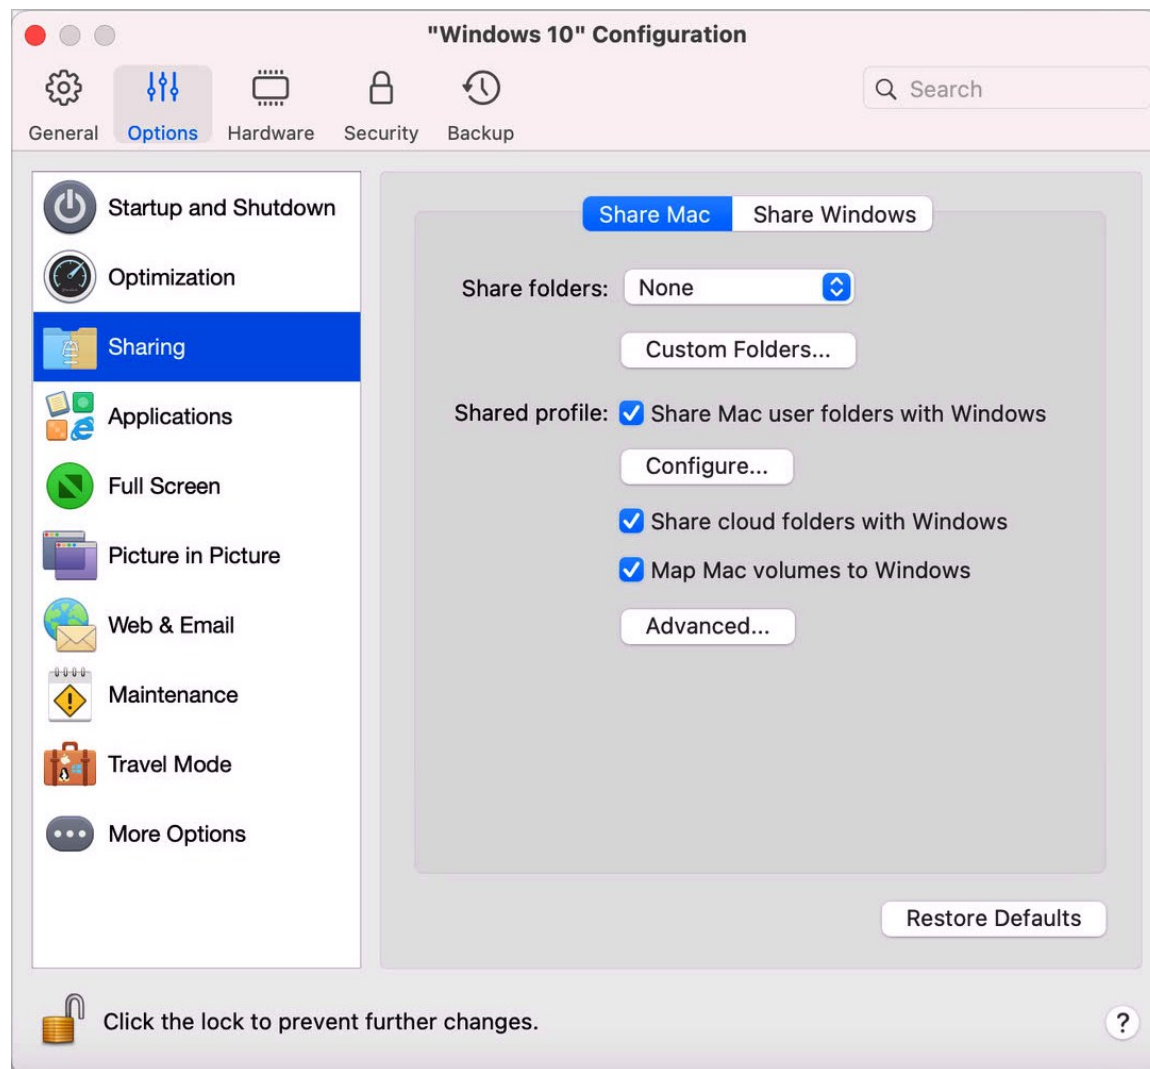 "Windows 10" Configuration
General Options Hardware Security Backup
Search
Startup and Shutdown
Optimization
Sharing
Applications
Full Screen
Picture in Picture
Web & Email
Maintenance
Travel Mode
More Options
Share Mac Share Windows
Share folders: None
Custom Folders...
Shared profile: Share Mac user folders with Windows
Configure...
Share cloud folders with Windows
Map Mac volumes to Windows
Advanced...
Restore Defaults
Click the lock to prevent further changes.
?